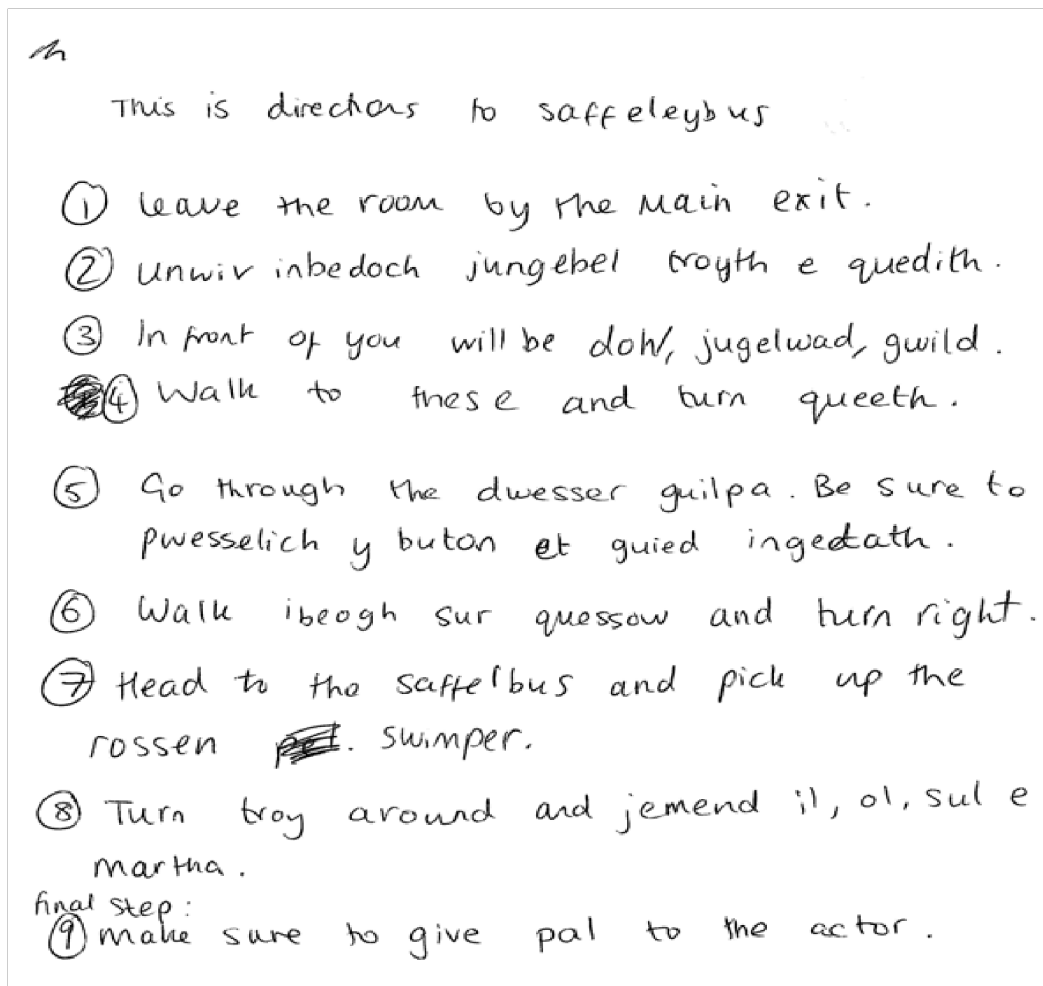 This is directions to saffeleybus
① Leave the room by the main exit.
② unwiv inbedoch jungebel troyth e quedith.
③ In front of you will be doh/, jugelwad, gwild.
④ Walk to these and turn queeth.
⑤ Go through the dwesser guilpa. Be sure to
pwesselich y buton et guied ingedath.
⑥ Walk ibeogh sur quossow and turn right.
⑦ Head to the saffelbus and pick up the
rossen swimper.
⑧ Turn troy around and jemend il, ol, sul e
martha.
final step:
⑨ make sure to give pal to the actor.